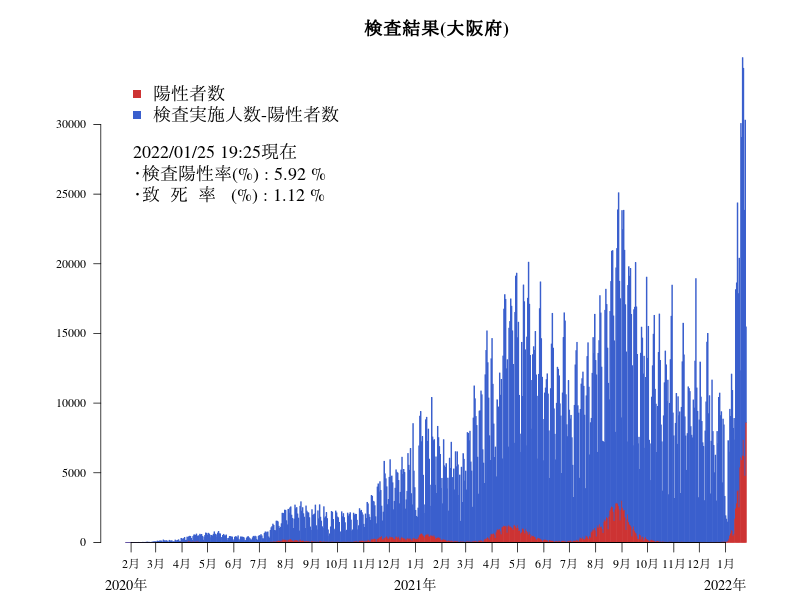 検査結果(大阪府)
陽性者数
検査実施人数-陽性者数
2022/01/25 19:25現在
・検査陽性率(%) : 5.92 %
・致 死 率 (%) : 1.12 %
30000
25000
20000
15000
10000
5000
0
2月 3月 4月 5月 6月 7月 8月 9月 10月 11月 12月 1月 2月 3月 4月 5月 6月 7月 8月 9月 10月 11月 12月 1月
2020年 2021年 2022年